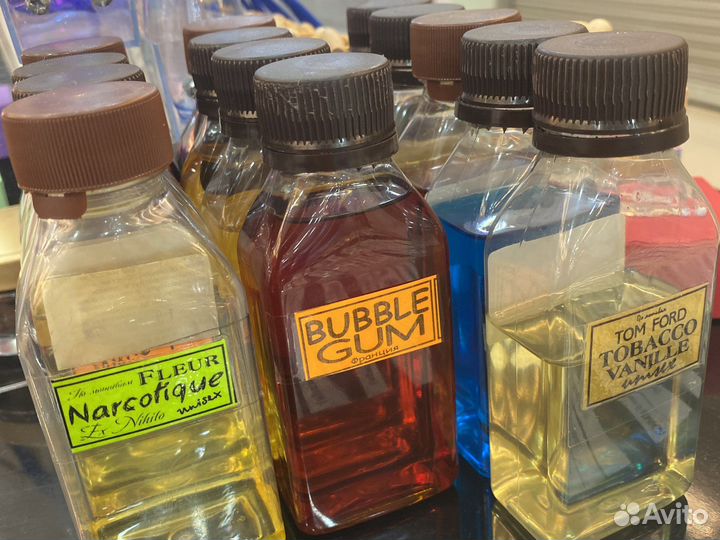 По мотивам FLEUR
Narcotique
unisex
Ex Nihilo
BUBBLE
GUM
Франция
По мотивам
TOM FORD
TOBACCO
VANILLE
unisex
Avito